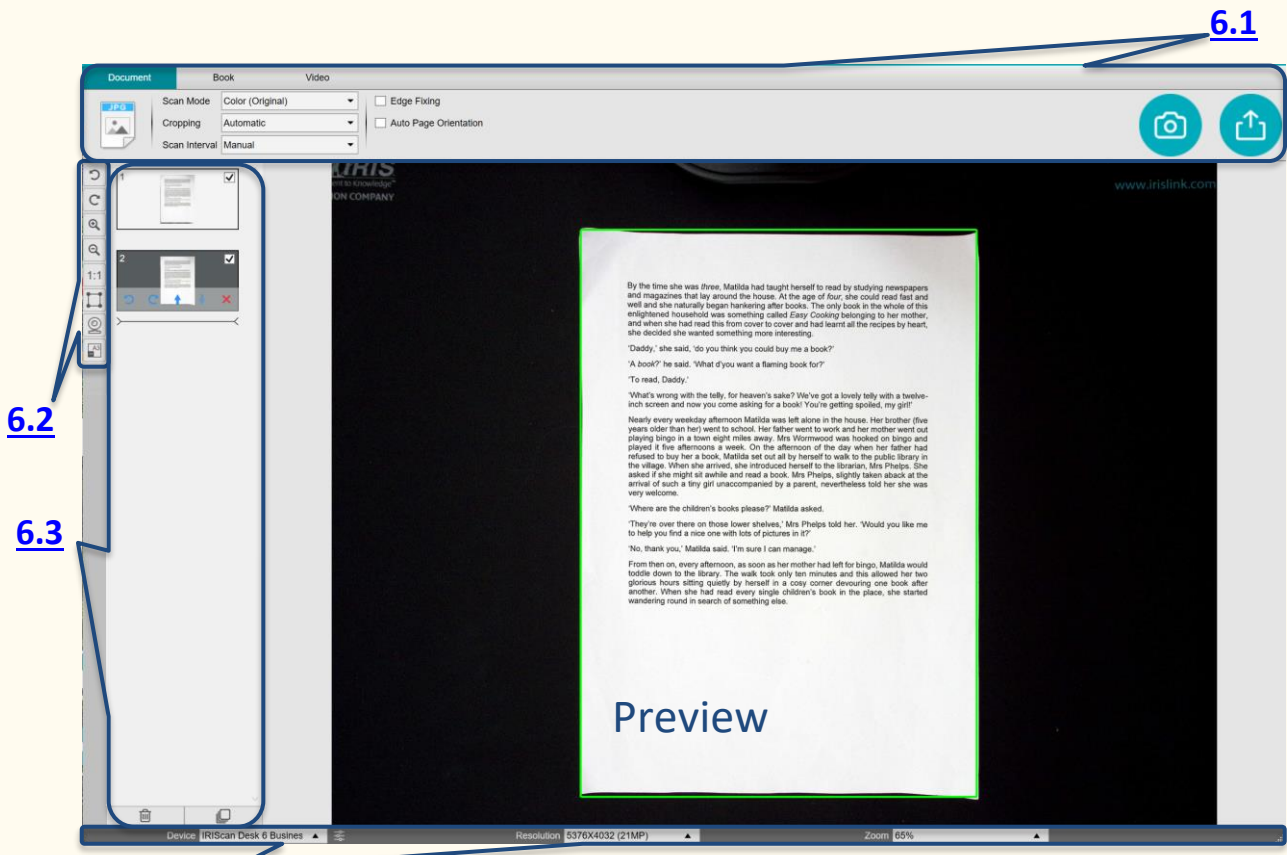 6.1
Document Book Video
JPG
Scan Mode Color (Original)
Edge Fixing
Cropping Automatic
Auto Page Orientation
Scan Interval Manual
1
2
1:1
A3
6.2
6.3
IRIS
ent to Knowledge™
ON COMPANY
www.irislink.com
By the time she was three, Matilda had taught herself to read by studying newspapers
and magazines that lay around the house. At the age of four, she could read fast and
well and she naturally began hankering after books. The only book in the whole of this
enlightened household was something called Easy Cooking belonging to her mother,
and when she had read this from cover to cover and had learnt all the recipes by heart,
she decided she wanted something more interesting.
'Daddy,' she said, 'do you think you could buy me a book?'
'A book?' he said. 'What d'you want a flaming book for?'
'To read, Daddy.'
'What's wrong with the telly, for heaven's sake? We've got a lovely telly with a twelve-
inch screen and now you come asking for a book! You're getting spoiled, my girl!'
Nearly every weekday afternoon Matilda was left alone in the house. Her brother (five
years older than her) went to school. Her father went to work and her mother went out
playing bingo in a town eight miles away. Mrs Wormwood was hooked on bingo and
played it five afternoons a week. On the afternoon of the day when her father had
refused to buy her a book, Matilda set out all by herself to walk to the public library in
the village. When she arrived, she introduced herself to the librarian, Mrs Phelps. She
asked if she might sit awhile and read a book. Mrs Phelps, slightly taken aback at the
arrival of such a tiny girl unaccompanied by a parent, nevertheless told her she was
very welcome.
'Where are the children's books please?' Matilda asked.
'They're over there on those lower shelves,' Mrs Phelps told her. 'Would you like me
to help you find a nice one with lots of pictures in it?'
'No, thank you,' Matilda said. 'I'm sure I can manage.'
From then on, every afternoon, as soon as her mother had left for bingo, Matilda would
toddle down to the library. The walk took only ten minutes and this allowed her two
glorious hours sitting quietly by herself in a cosy corner devouring one book after
another. When she had read every single children's book in the place, she started
wandering round in search of something else.
Preview
Device IRIScan Desk 6 Busines Resolution 5376X4032 (21MP) Zoom 65%